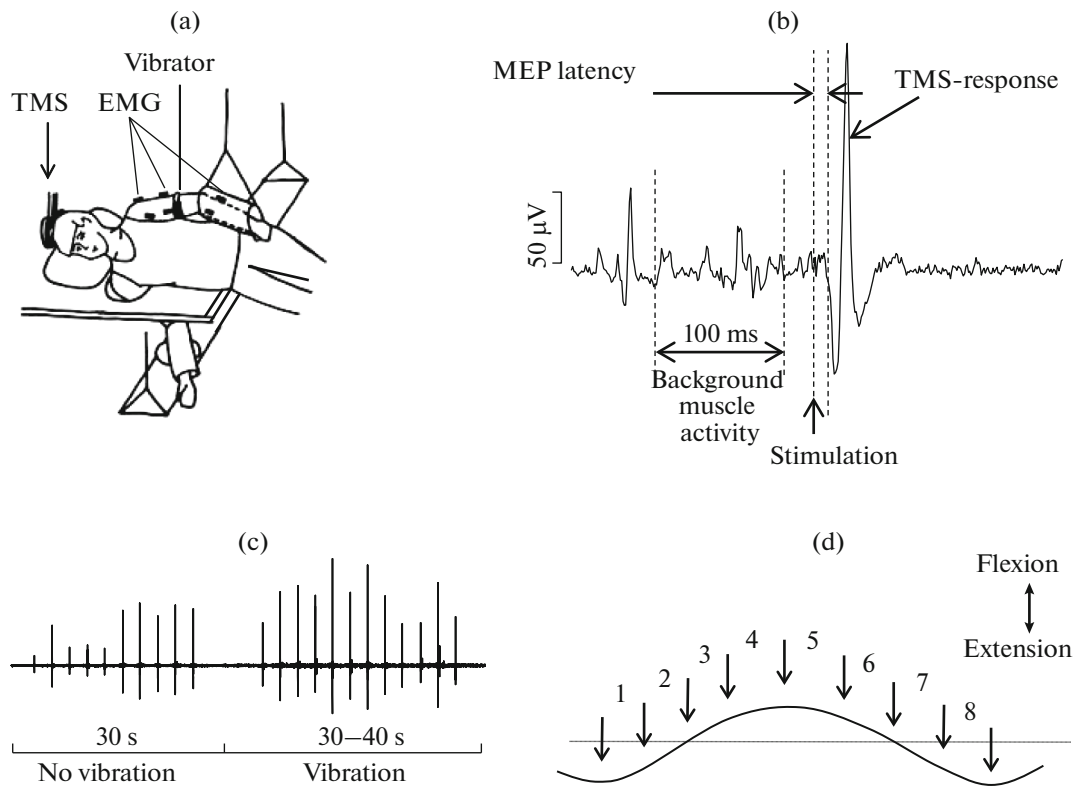 (a)
Vibrator
TMS
EMG
(b)
MEP latency
TMS-response
50 μV
100 ms
Background
muscle
activity
Stimulation
(c)
30 s
30–40 s
No vibration
Vibration
(d)
Flexion
Extension
1
2
3
4
5
6
7
8